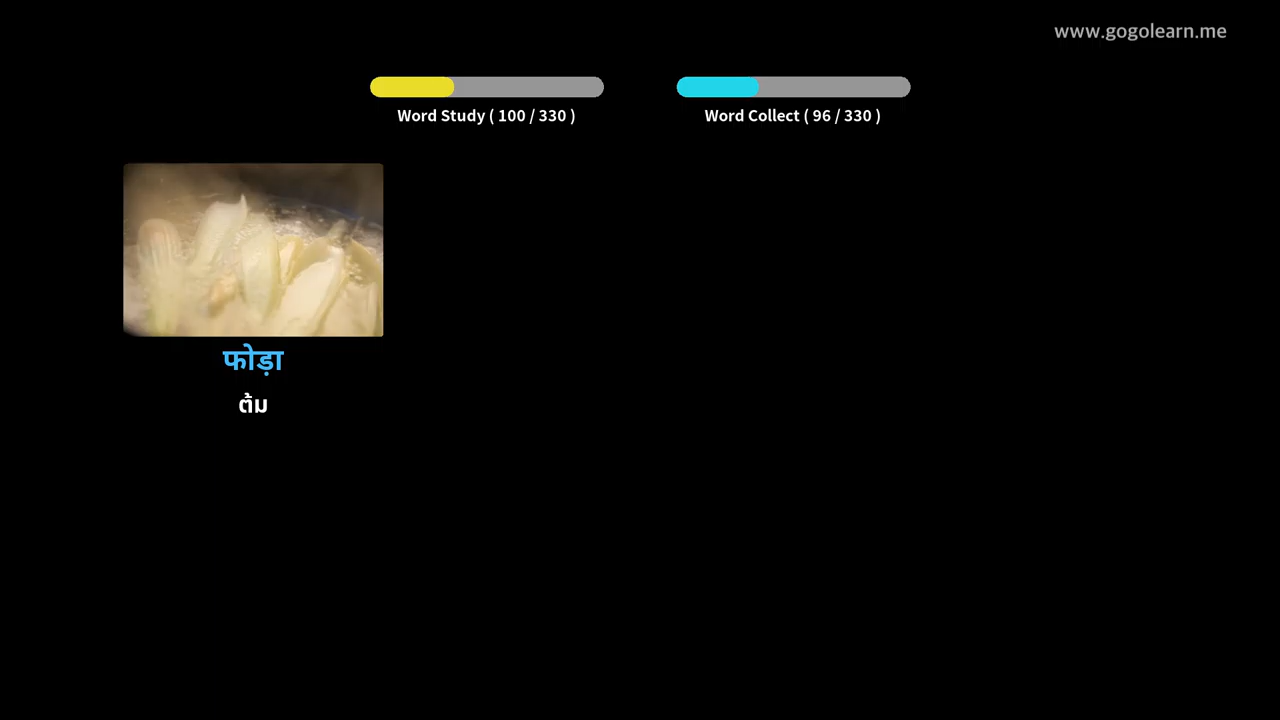 www.gogolearn.me
Word Study ( 100 / 330 )
Word Collect ( 96 / 330 )
फोड़ा
ต้ม